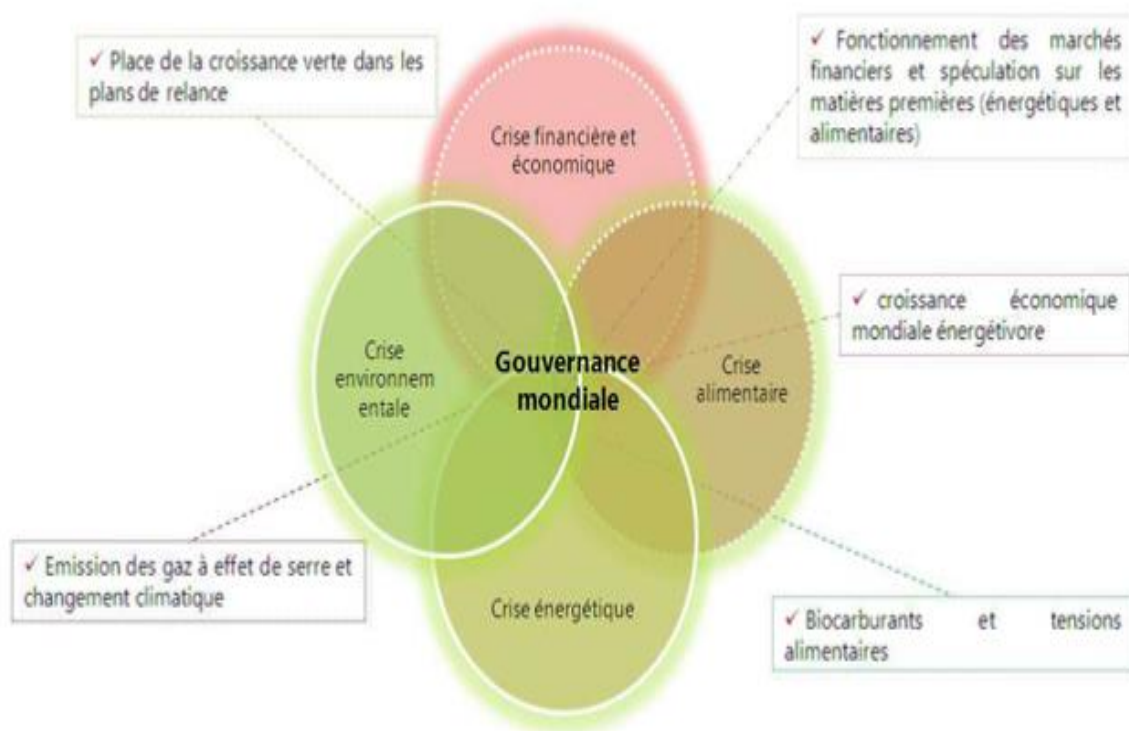 ✓ Place de la croissance verte dans les
plans de relance
✓ Fonctionnement des marchés
financiers et spéculation sur les
matières premières (énergétiques et
alimentaires)
Crise financière et
économique
✓ croissance économique
mondiale énergétivore
Crise
environnem
entale
Gouvernance
mondiale
Crise
alimentaire
✓ Emission des gaz à effet de serre et
changement climatique
Crise énergétique
✓ Biocarburants et tensions
alimentaires